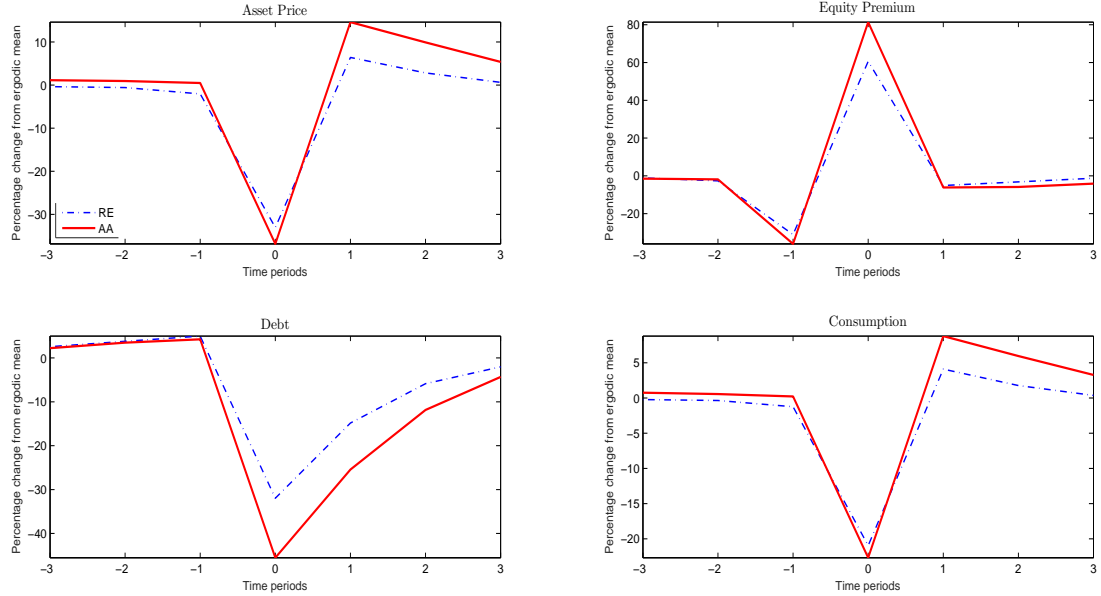 Asset Price
Percentage change from ergodic mean
10
0
−10
−20
−30
RE
AA
−3 −2 −1 0 1 2 3
Time periods
Equity Premium
Percentage change from ergodic mean
80
60
40
20
0
−20
−3 −2 −1 0 1 2 3
Time periods
Debt
Percentage change from ergodic mean
0
−10
−20
−30
−40
−3 −2 −1 0 1 2 3
Time periods
Consumption
Percentage change from ergodic mean
5
0
−5
−10
−15
−20
−3 −2 −1 0 1 2 3
Time periods